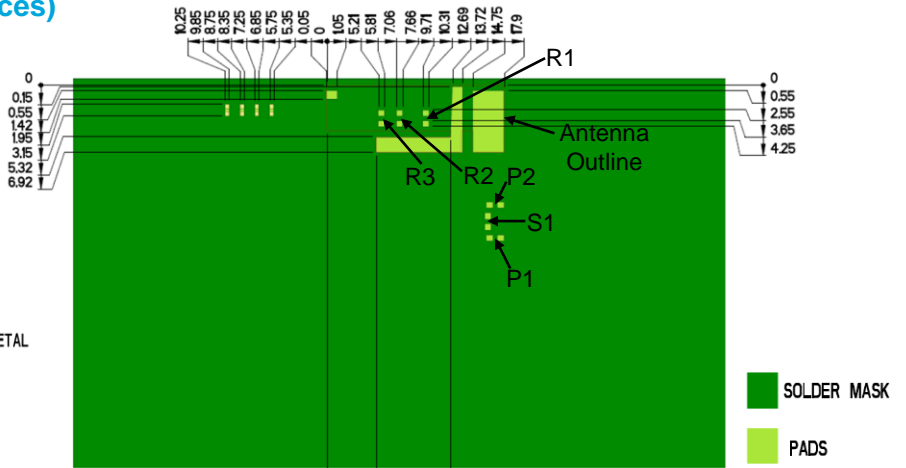 ces)
10.25
9.85
8.75
8.35
7.25
6.85
5.75
5.35
0.05
0
1.05
5.21
5.81
7.06
7.66
9.71
10.31
12.69
13.72
14.75
17.9
R1
0
0.15
0.55
1.42
1.95
3.15
5.32
6.92
0
0.55
2.55
3.65
4.25
Antenna
Outline
R3
R2
P2
S1
P1
ETAL
SOLDER MASK
PADS